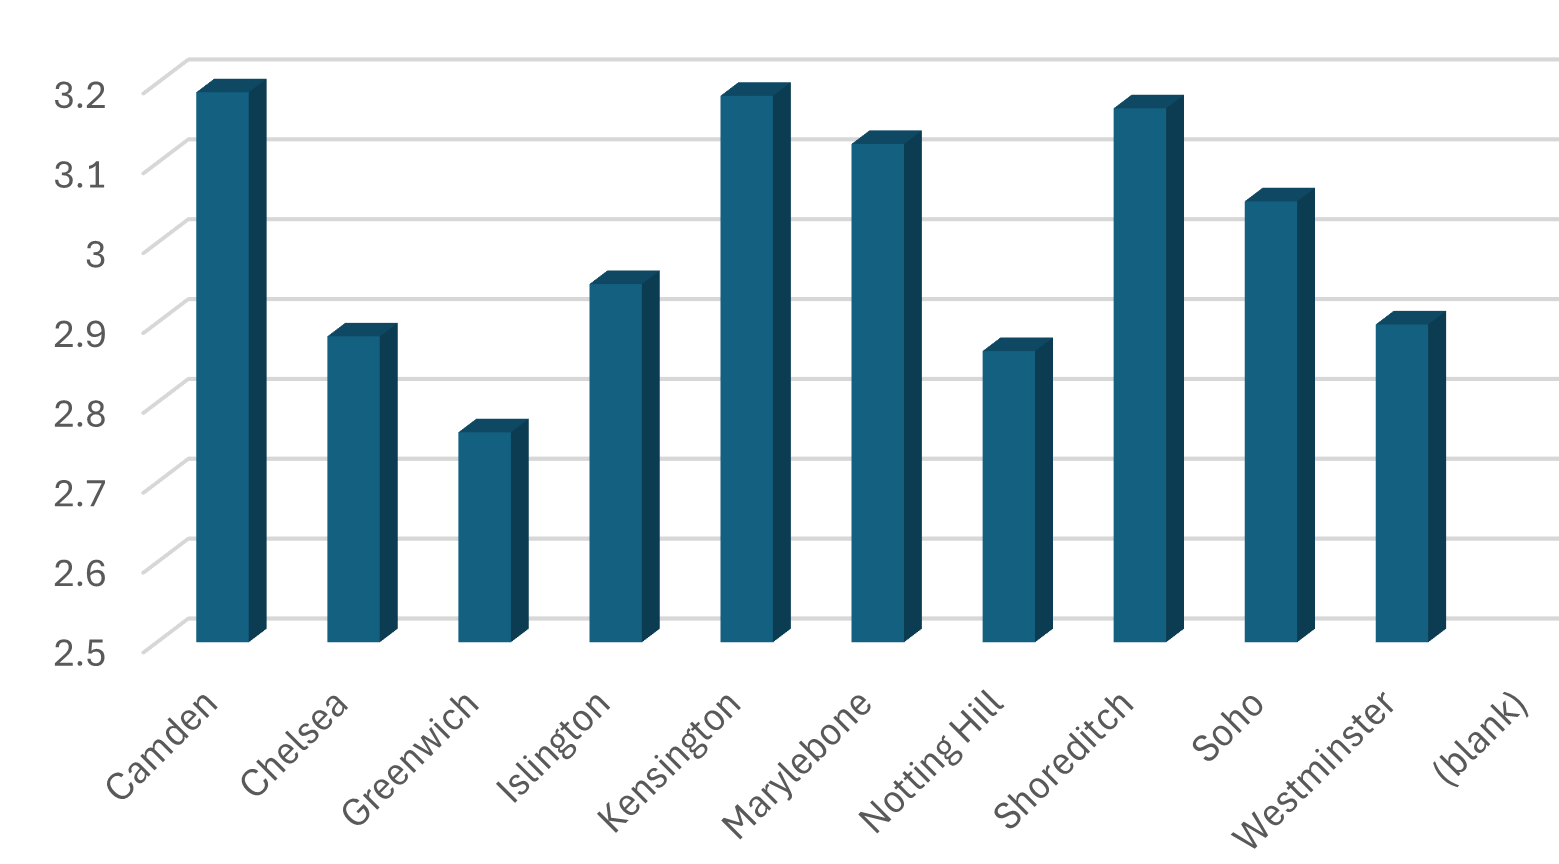 3.2
3.1
3
2.9
2.8
2.7
2.6
2.5
Camden
Chelsea
Greenwich
Islington
Kensington
Marylebone
Notting Hill
Shoreditch
Soho
Westminster
(blank)